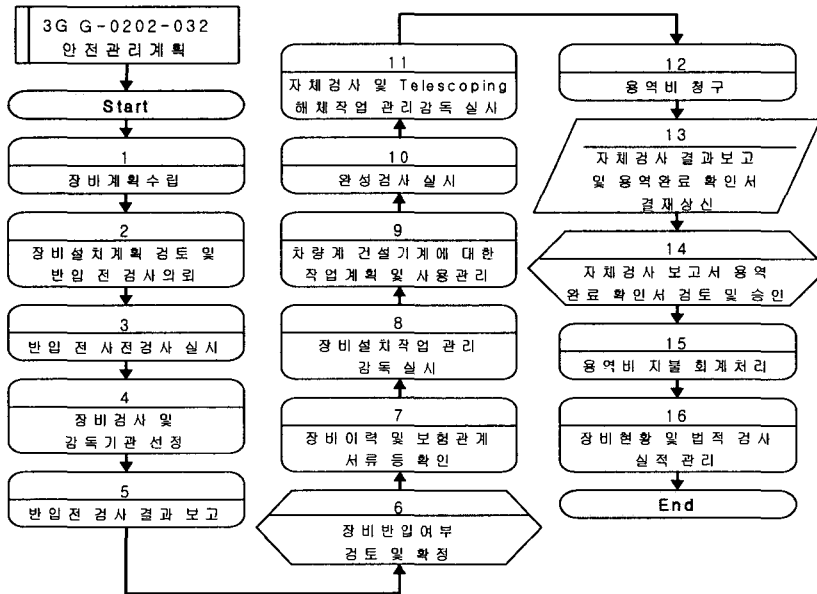 3G G-0202-032
안전관리계획
Start
1
장비계획수립
2
장비설치계획 검토 및
반입 전 검사의뢰
3
반입 전 사전검사 실시
4
장비검사 및
감독기관 선정
5
반입전 검사 결과 보고
6
장비반입여부
검토 및 확정
7
장비이력 및 보험관계
서류 등 확인
8
장비설치작업 관리
감독 실시
9
차량계 건설기계에 대한
작업계획 및 사용관리
10
완성검사 실시
11
자체검사 및 Telescoping
해체작업 관리감독 실시
12
용역비 청구
13
자체검사 결과보고
및 용역완료 확인서
결재상신
14
자체검사 보고서 용역
완료 확인서 검토 및 승인
15
용역비 지불 회계처리
16
장비현황 및 법적 검사
실적 관리
End